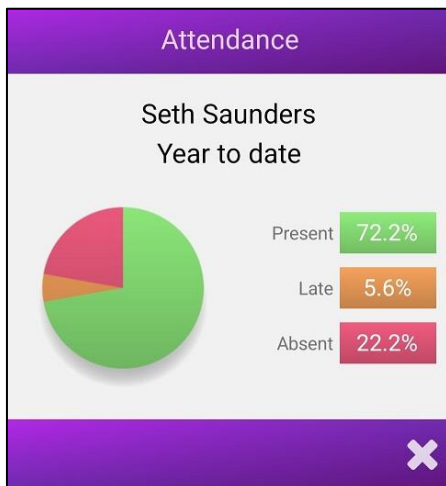 Attendance
Seth Saunders
Year to date
Present 72.2%
Late 5.6%
Absent 22.2%